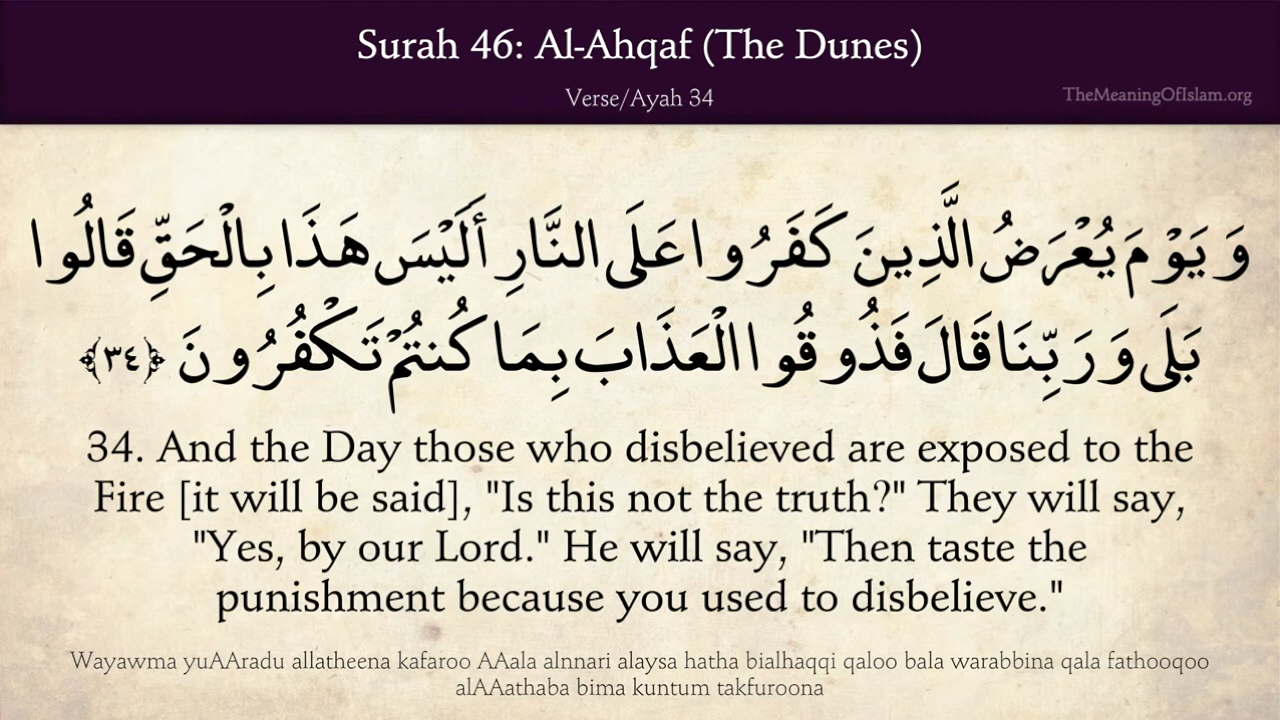 Surah 46: Al-Ahqaf (The Dunes)
Verse/Ayah 34
TheMeaningOfIslam.org
وَيَوْمَ يُعْرَضُ الَّذِينَ كَفَرُوا عَلَى النَّارِ أَلَيْسَ هَذَا بِالْحَقِّ قَالُوا
بَلَى وَرَبِّنَا قَالَ فَذُوقُوا الْعَذَابَ بِمَا كُنتُمْ تَكْفُرُونَ ﴿٣٤﴾
34. And the Day those who disbelieved are exposed to the
Fire [it will be said], "Is this not the truth?" They will say,
"Yes, by our Lord." He will say, "Then taste the
punishment because you used to disbelieve."
Wayawma yuAAradu allatheena kafaroo AAala alnnari alaysa hatha bialhaqqi qaloo bala warabbina qala fathooqoo
alAAathaba bima kuntum takfuroona